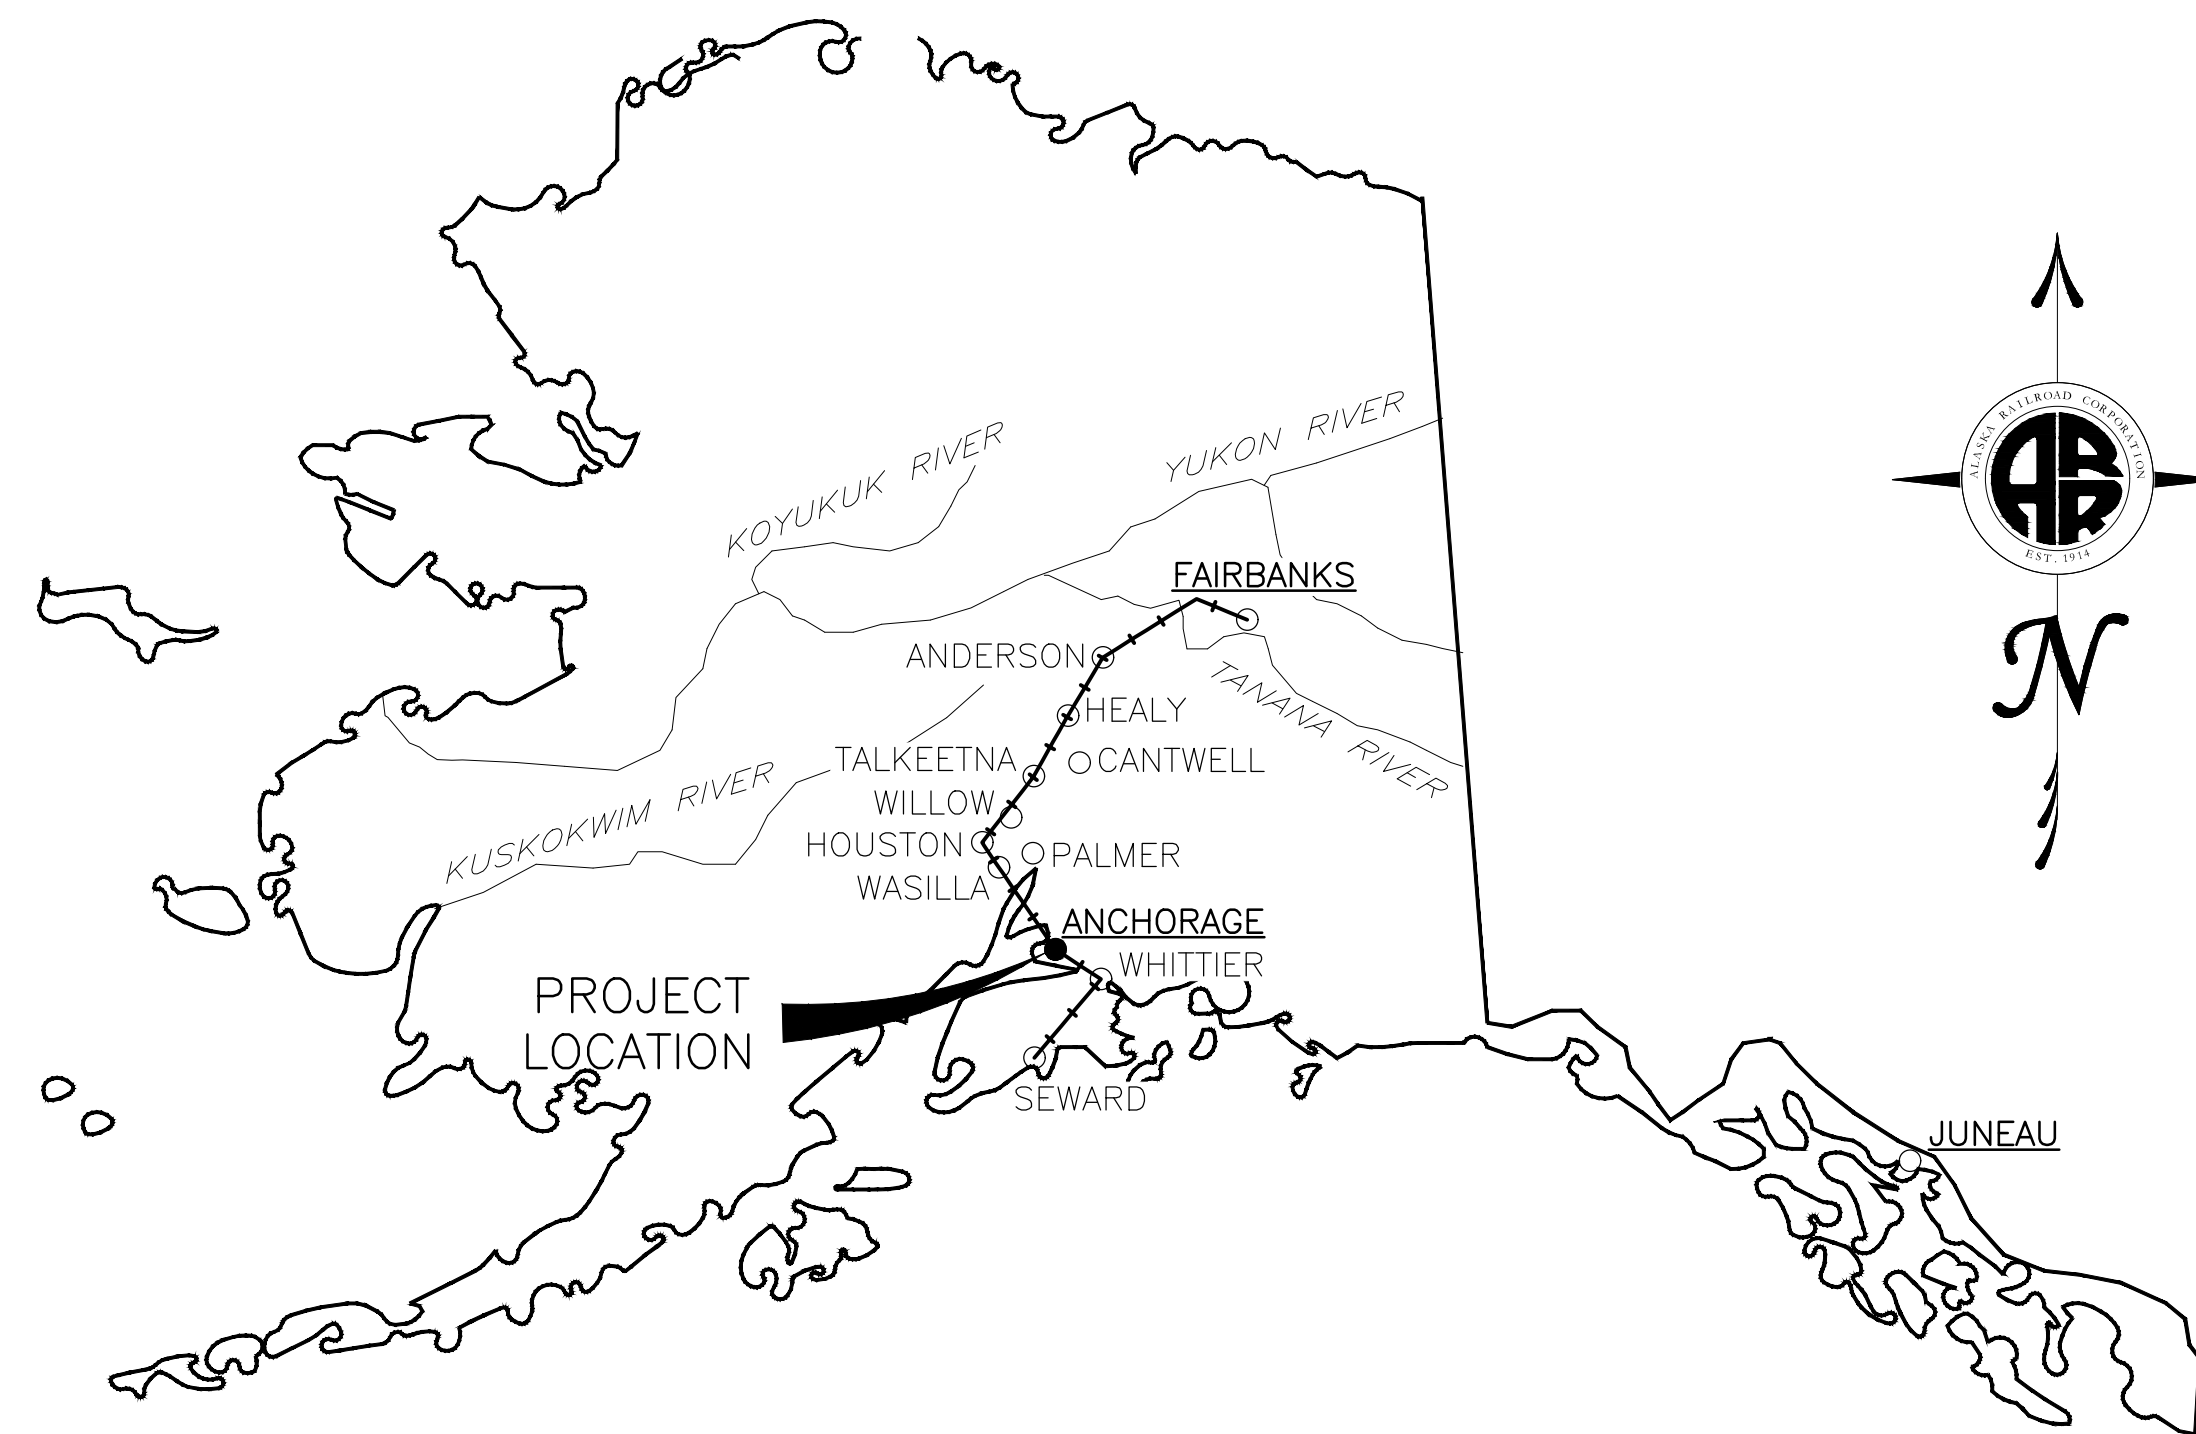 KOYUKUK RIVER
YUKON RIVER
ALASKA RAILROAD CORPORATION
ARR
EST. 1914
N
FAIRBANKS
ANDERSON
TANANA RIVER
HEALY
TALKEETNA
CANTWELL
WILLOW
KUSKOKWIM RIVER
HOUSTON
PALMER
WASILLA
ANCHORAGE
WHITTIER
PROJECT
LOCATION
SEWARD
JUNEAU